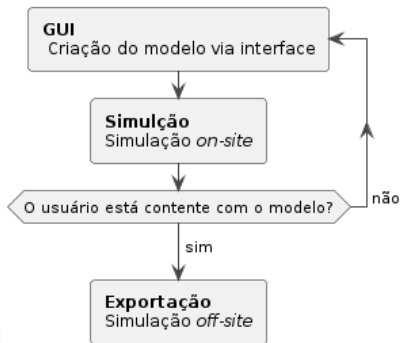 GUI
Criação do modelo via interface
Simulção
Simulação on-site
O usuário está contente com o modelo?
não
sim
Exportação
Simulação off-site